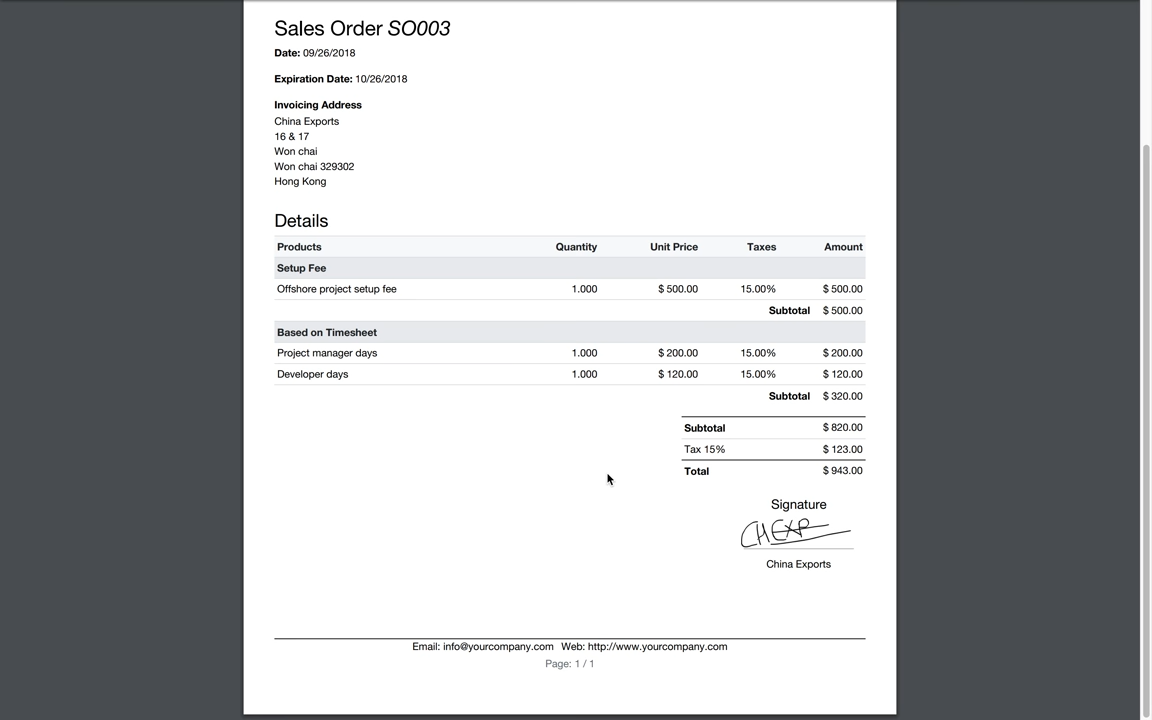 Sales Order SO003
Date: 09/26/2018
Expiration Date: 10/26/2018
Invoicing Address
China Exports
16 & 17
Won chai
Won chai 329302
Hong Kong
Details
Products Quantity Unit Price Taxes Amount
Setup Fee
Offshore project setup fee 1.000 $ 500.00 15.00% $ 500.00
Subtotal $ 500.00
Based on Timesheet
Project manager days 1.000 $ 200.00 15.00% $ 200.00
Developer days 1.000 $ 120.00 15.00% $ 120.00
Subtotal $ 320.00
Subtotal $ 820.00
Tax 15% $ 123.00
Total $ 943.00
Signature
CHEXP
China Exports
Email: info@yourcompany.com Web: http://www.yourcompany.com
Page: 1 / 1